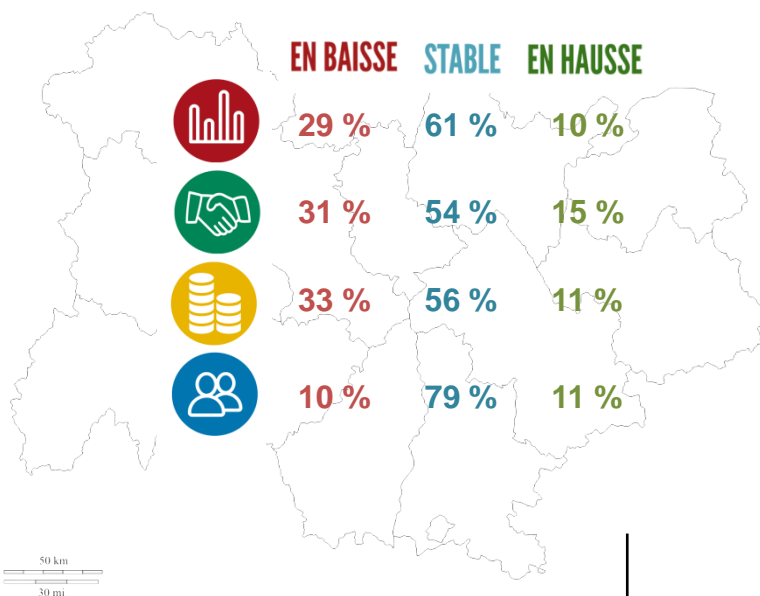 EN BAISSE STABLE EN HAUSSE
29 % 61 % 10 %
31 % 54 % 15 %
33 % 56 % 11 %
10 % 79 % 11 %
50 km
30 mi